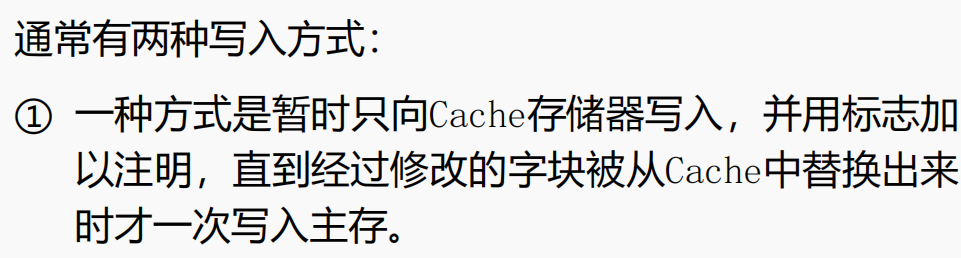 通常有两种写入方式：
① 一种方式是暂时只向Cache存储器写入，并用标志加
以注明，直到经过修改的字块被从Cache中替换出来
时才一次写入主存。